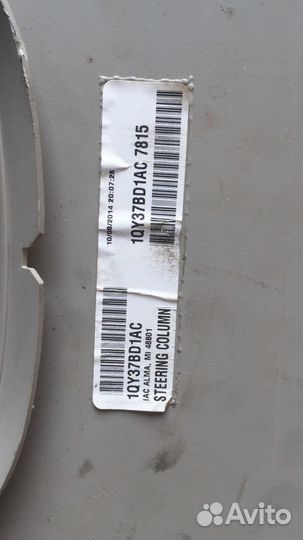 10/08/2014 20:07:26
1QY37BD1AC 7815
1QY37BD1AC
IAC ALMA, MI 48801
STEERING COLUMN
Avito